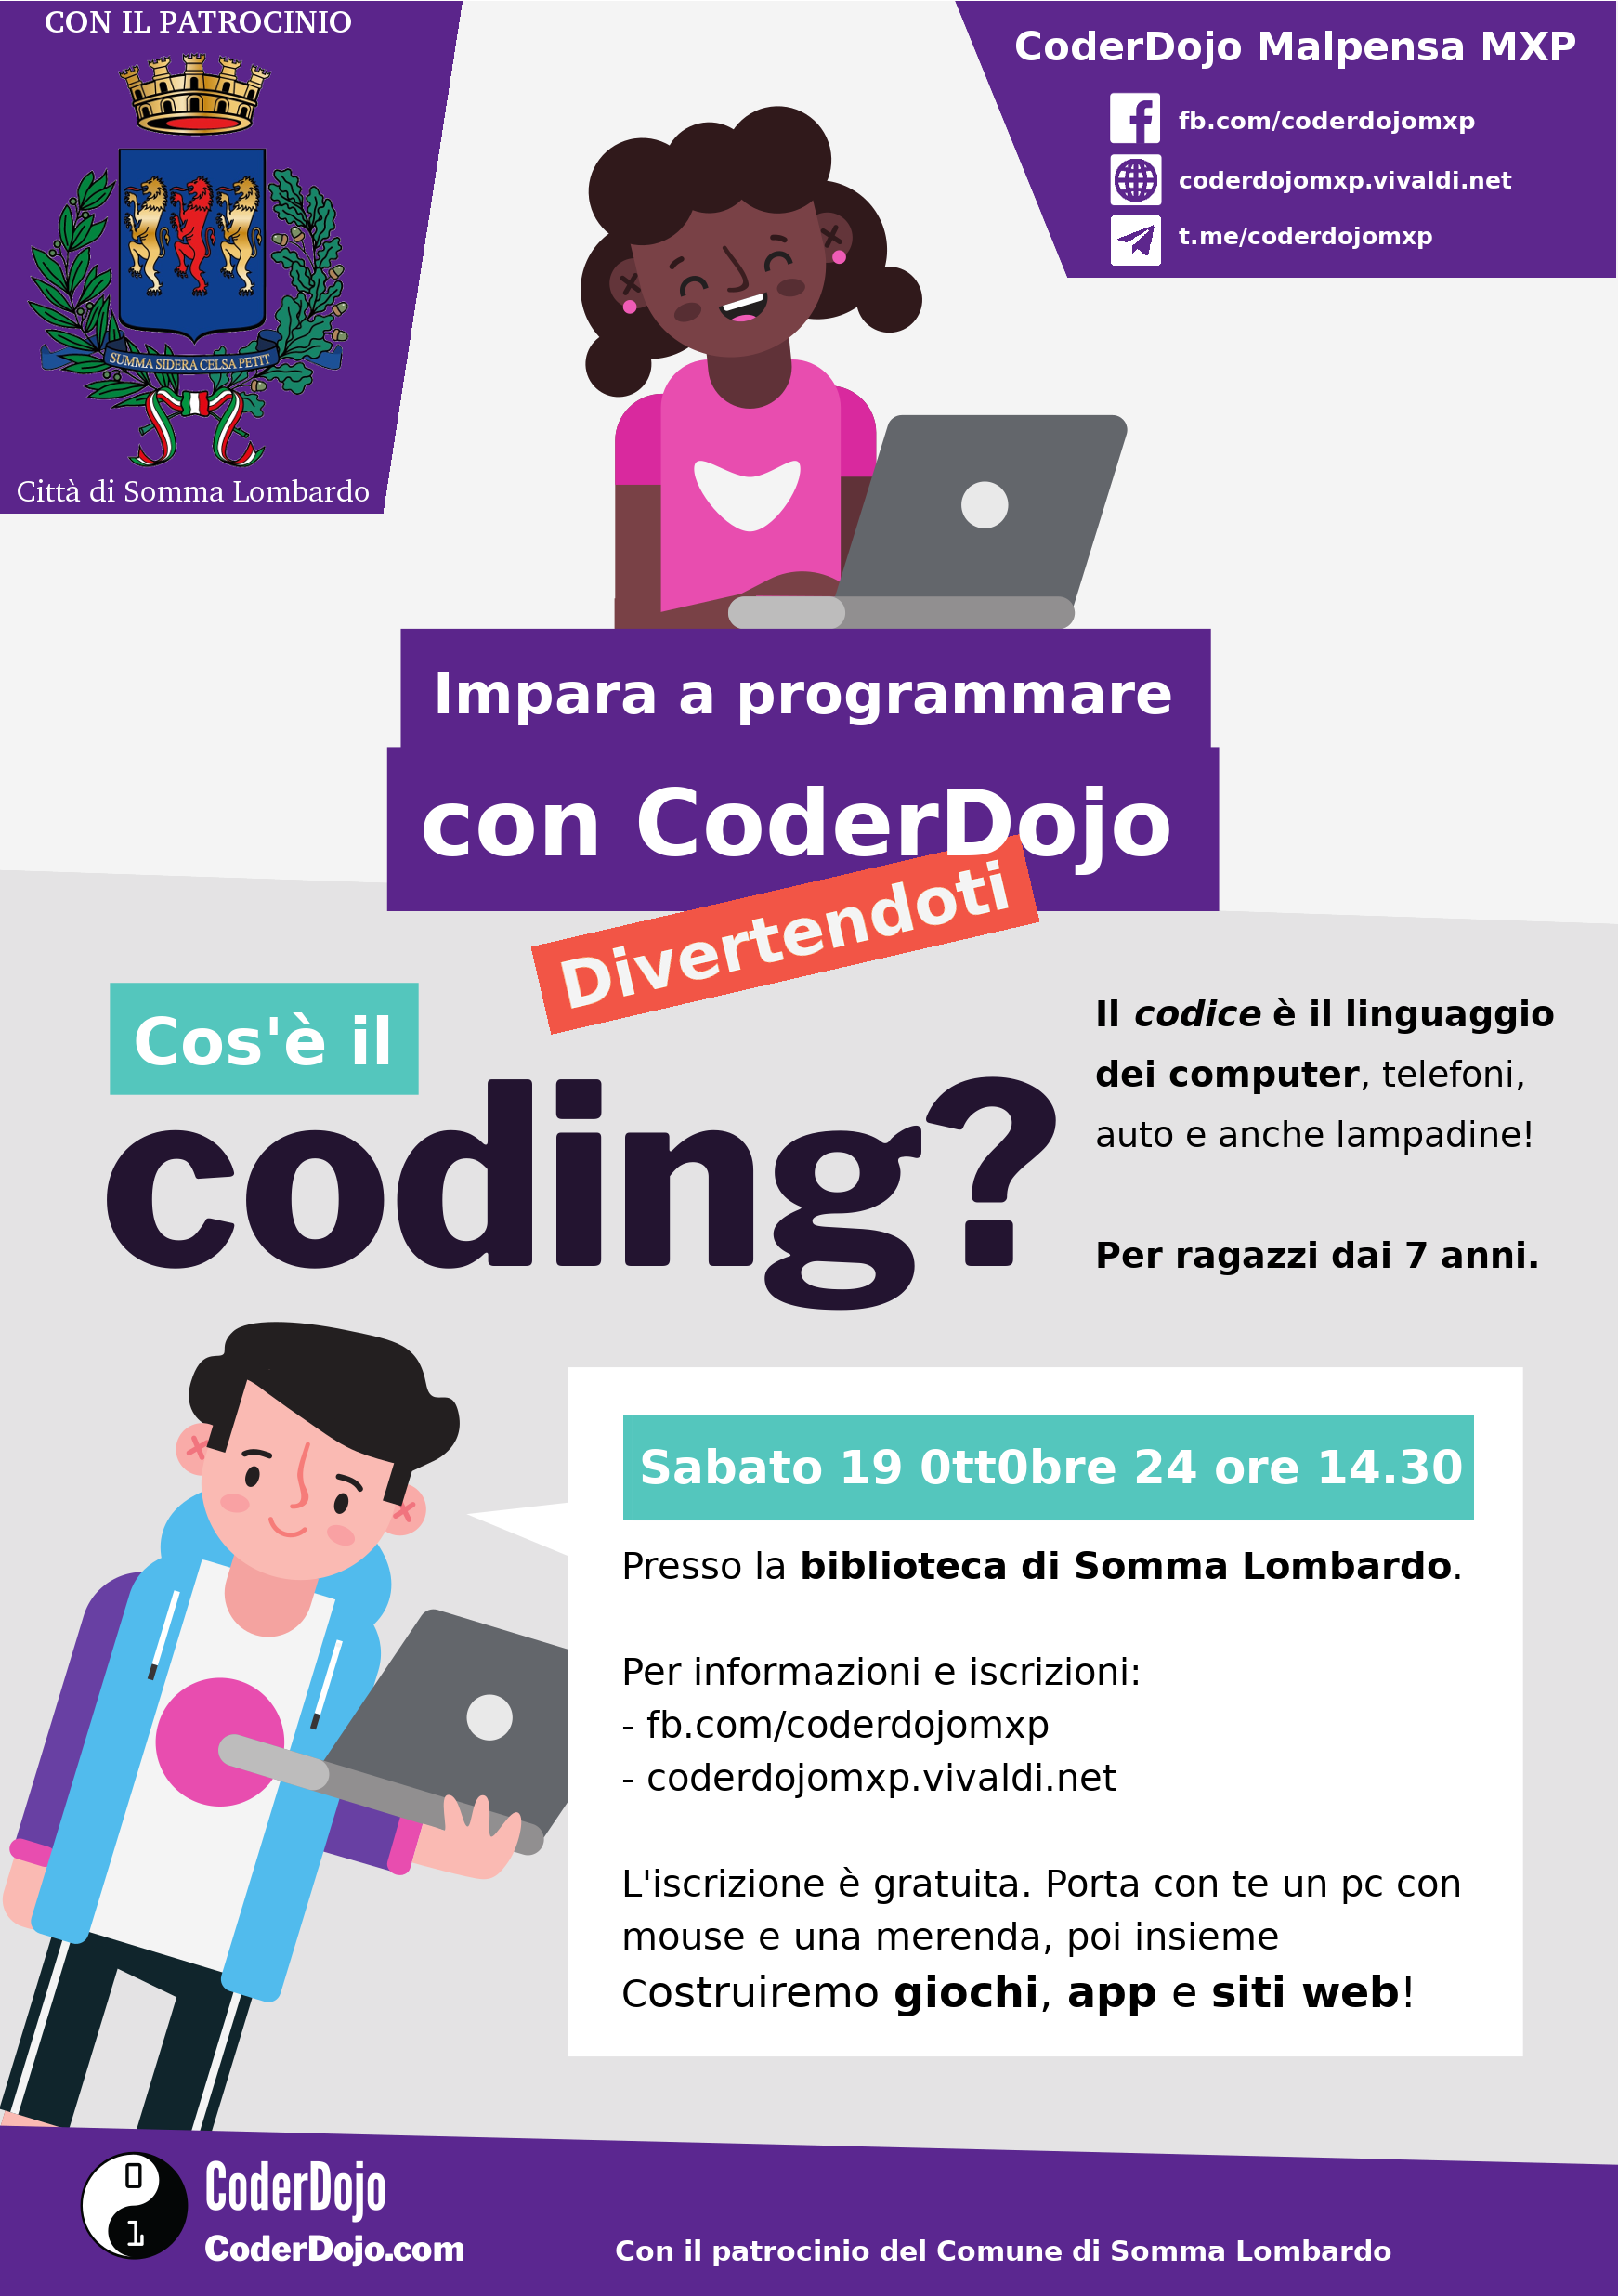 CON IL PATROCINIO
SUMMA SIDERA CELSA PETIT
Città di Somma Lombardo
CoderDojo Malpensa MXP
fb.com/coderdojomxp
coderdojomxp.vivaldi.net
t.me/coderdojomxp
Impara a programmare
con CoderDojo
Divertendoti
Cos'è il
coding?
Il codice è il linguaggio
dei computer, telefoni,
auto e anche lampadine!
Per ragazzi dai 7 anni.
Sabato 19 0tt0bre 24 ore 14.30
Presso la biblioteca di Somma Lombardo.
Per informazioni e iscrizioni:
- fb.com/coderdojomxp
- coderdojomxp.vivaldi.net
L'iscrizione è gratuita. Porta con te un pc con
mouse e una merenda, poi insieme
Costruiremo giochi, app e siti web!
0
1
CoderDojo
CoderDojo.com
Con il patrocinio del Comune di Somma Lombardo